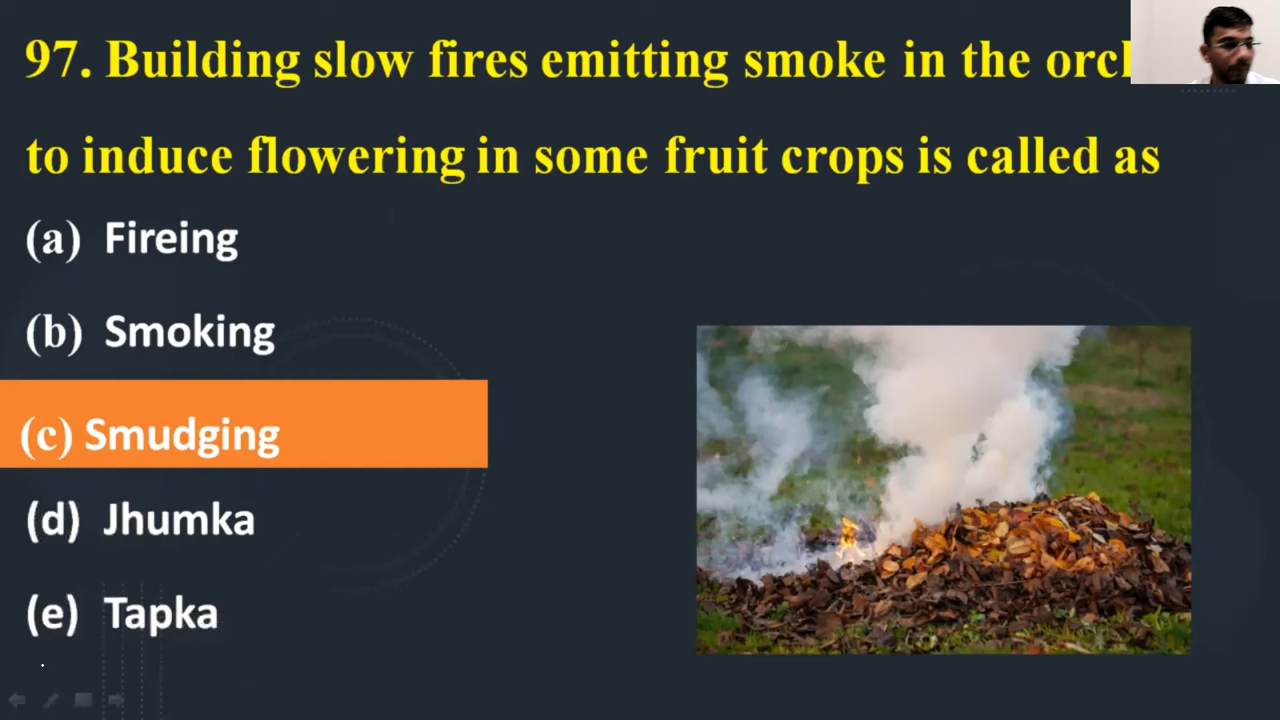 97. Building slow fires emitting smoke in the
to induce flowering in some fruit crops is called as
(a) Fireing
(b) Smoking
(c) Smudging
(d) Jhumka
(e) Tapka